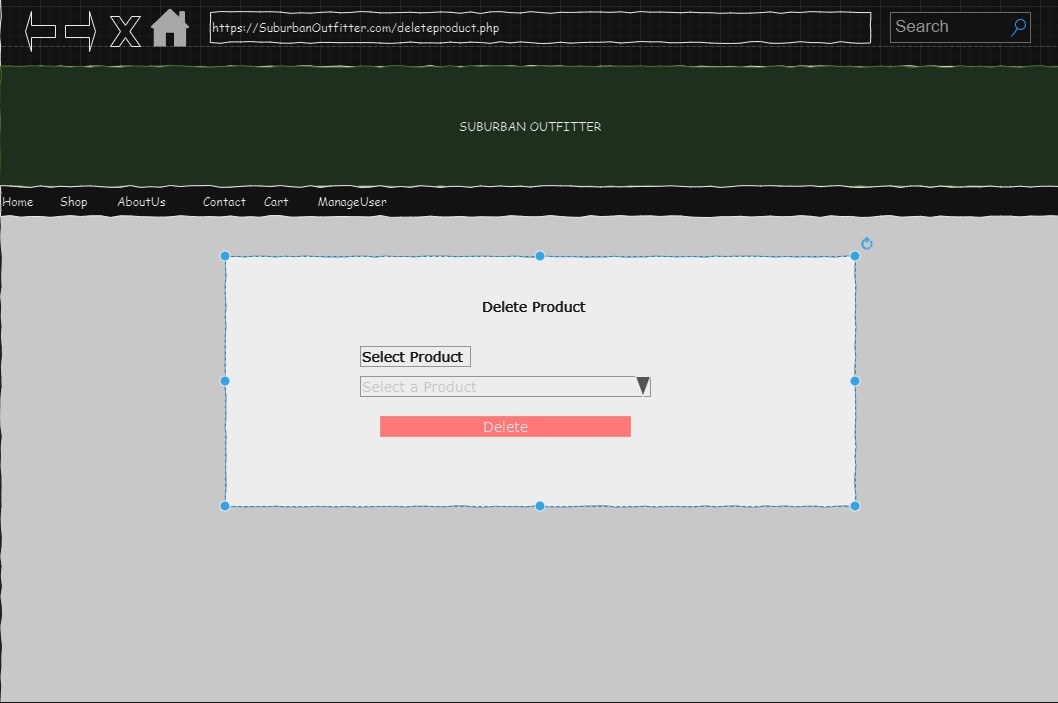 https://SuburbanOutfitter.com/deleteproduct.php
Search
SUBURBAN OUTFITTER
Home Shop AboutUs Contact Cart ManageUser
Delete Product
Select Product
Select a Product
Delete